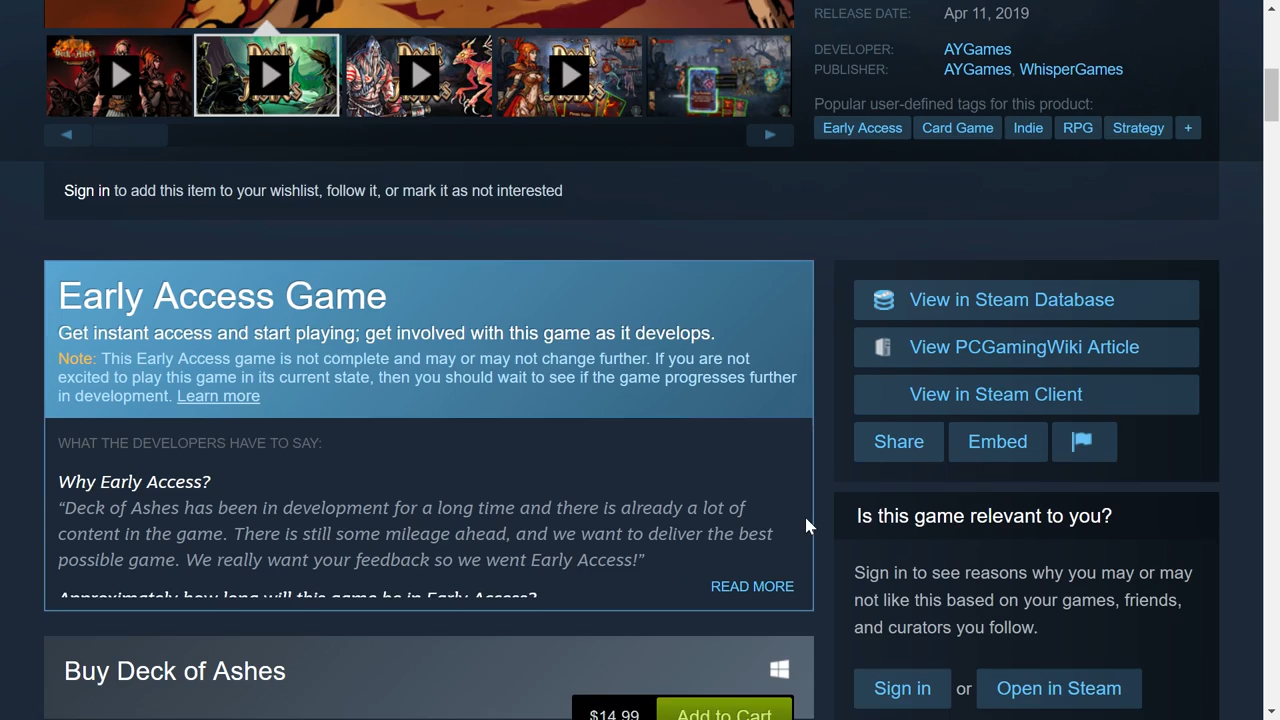 RELEASE DATE: Apr 11, 2019
DEVELOPER: AYGames
PUBLISHER: AYGames, WhisperGames
Popular user-defined tags for this product:
Early Access Card Game Indie RPG Strategy +
Sign in to add this item to your wishlist, follow it, or mark it as not interested
Early Access Game
Get instant access and start playing; get involved with this game as it develops.
Note: This Early Access game is not complete and may or may not change further. If you are not
excited to play this game in its current state, then you should wait to see if the game progresses further
in development. Learn more
WHAT THE DEVELOPERS HAVE TO SAY:
Why Early Access?
“Deck of Ashes has been in development for a long time and there is already a lot of
content in the game. There is still some mileage ahead, and we want to deliver the best
possible game. We really want your feedback so we went Early Access!”
READ MORE
Approximately how long will this game be in Early Access?
Buy Deck of Ashes
$14.99 Add to Cart
View in Steam Database
View PCGamingWiki Article
View in Steam Client
Share Embed
Is this game relevant to you?
Sign in to see reasons why you may or may
not like this based on your games, friends,
and curators you follow.
Sign in or Open in Steam